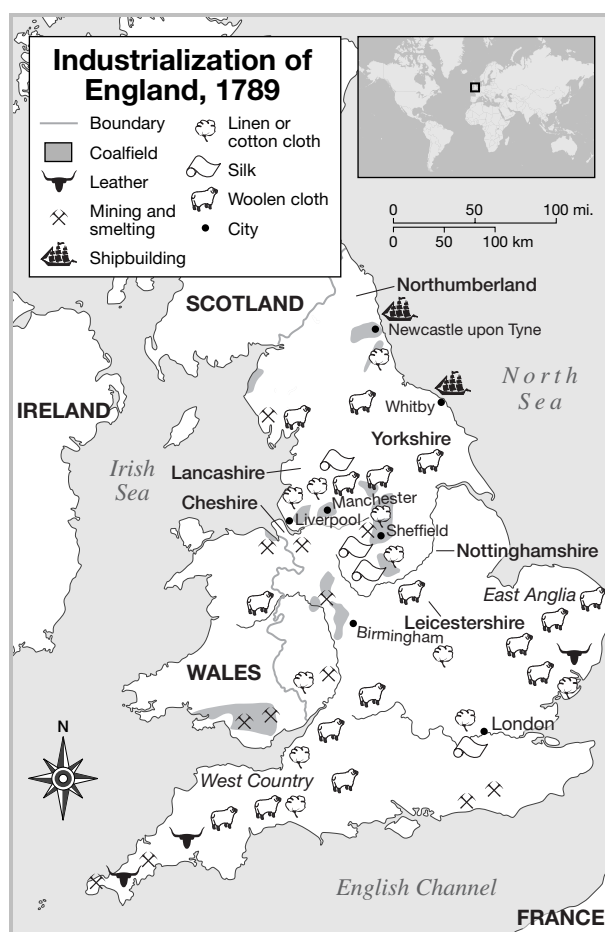 Industrialization of
England, 1789
Boundary
Coalfield
Leather
Mining and
smelting
Shipbuilding
Linen or
cotton cloth
Silk
Woolen cloth
City
0 50 100 mi.
0 50 100 km
Northumberland
SCOTLAND
Newcastle upon Tyne
North
Sea
IRELAND
Whitby
Yorkshire
Irish
Sea
Lancashire
Cheshire
Manchester
Liverpool
Sheffield
Nottinghamshire
East Anglia
Leicestershire
Birmingham
WALES
N
London
West Country
English Channel
FRANCE